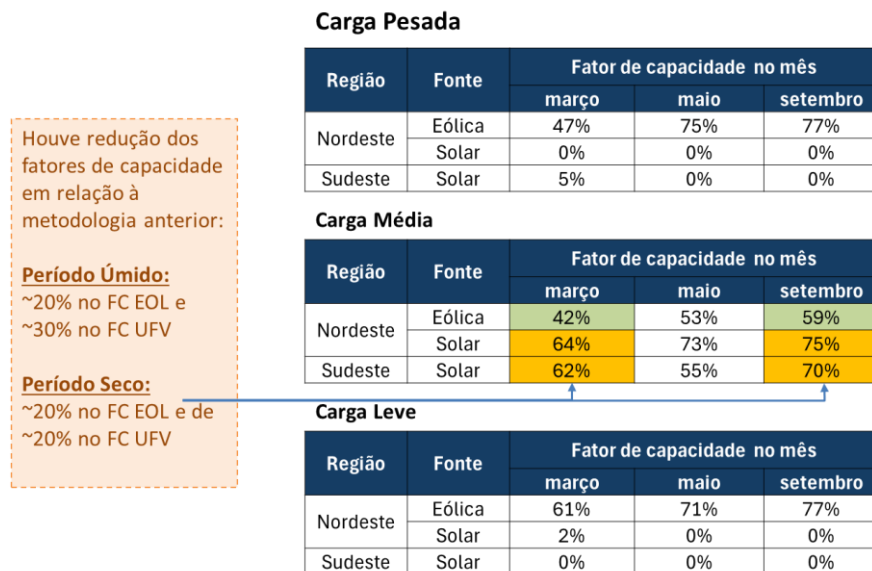 Houve redução dos
fatores de capacidade
em relação à
metodologia anterior:
Período Úmido:
~20% no FC EOL e
~30% no FC UFV
Período Seco:
~20% no FC EOL e de
~20% no FC UFV
Carga Pesada
Região Fonte Fator de capacidade no mês
março maio setembro
Nordeste Eólica 47% 75% 77%
Solar 0% 0% 0%
Sudeste Solar 5% 0% 0%
Carga Média
Região Fonte Fator de capacidade no mês
março maio setembro
Nordeste Eólica 42% 53% 59%
Solar 64% 73% 75%
Sudeste Solar 62% 55% 70%
Carga Leve
Região Fonte Fator de capacidade no mês
março maio setembro
Nordeste Eólica 61% 71% 77%
Solar 2% 0% 0%
Sudeste Solar 0% 0% 0%